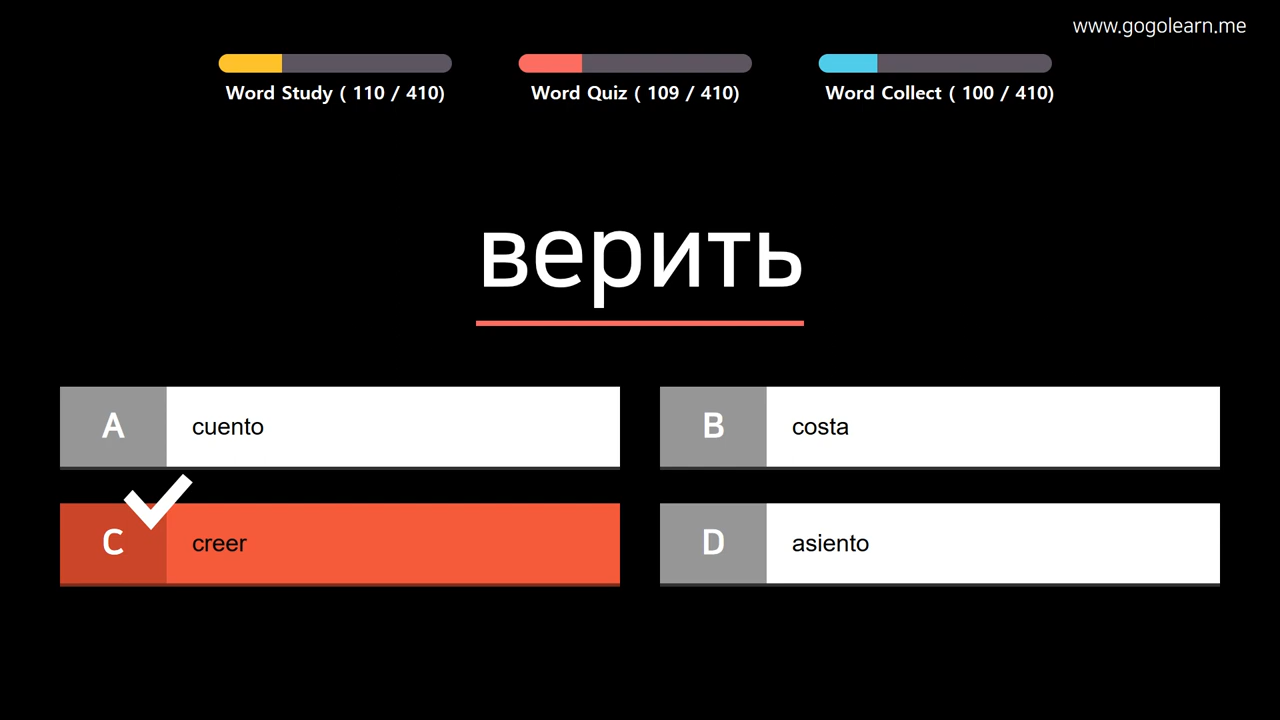 www.gogolearn.me
Word Study ( 110 / 410)
Word Quiz ( 109 / 410)
Word Collect ( 100 / 410)
верить
A cuento
B costa
C creer
D asiento